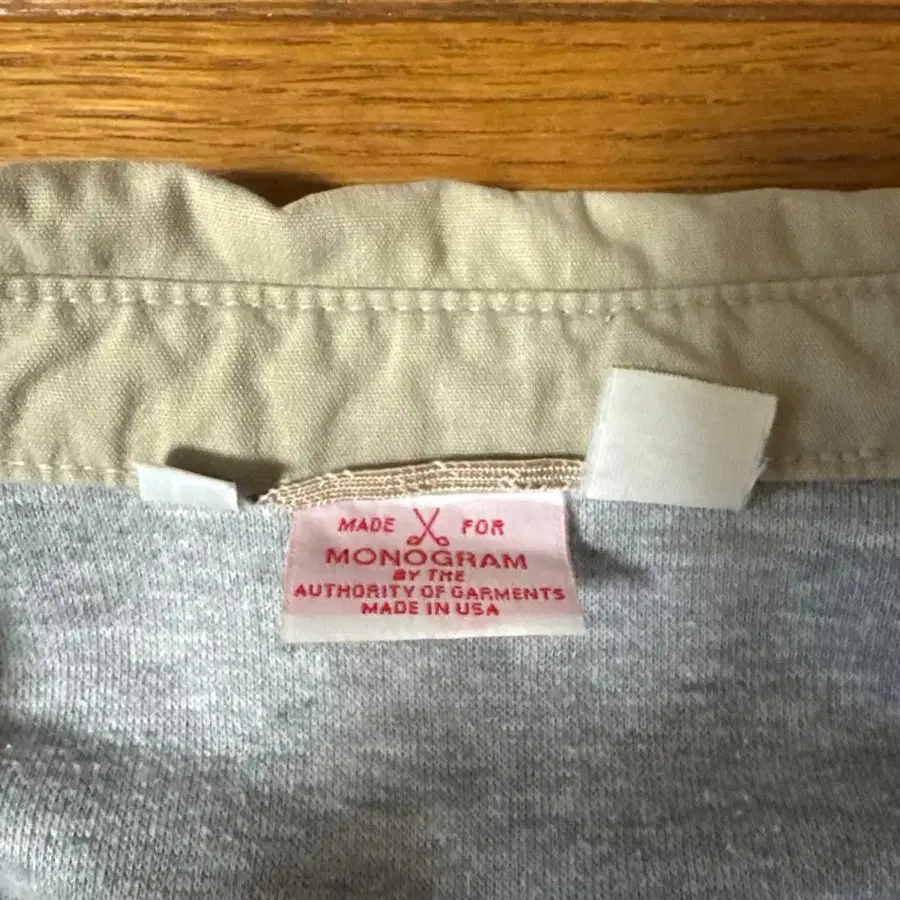 MADE FOR
MONOGRAM
BY THE
AUTHORITY OF GARMENTS
MADE IN USA